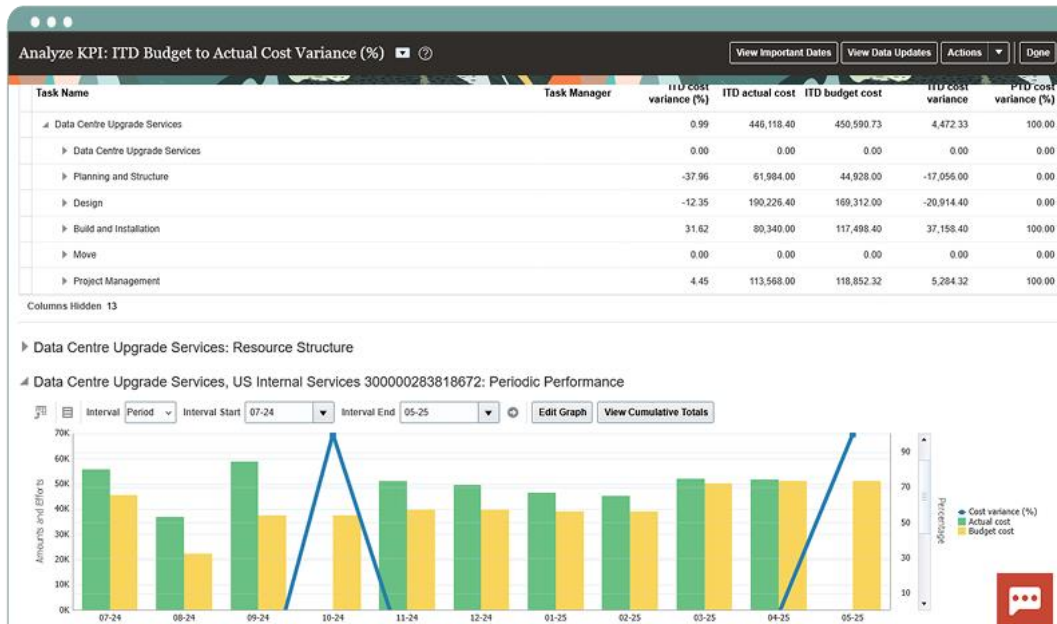 Analyze KPI: ITD Budget to Actual Cost Variance (%)
View Important Dates View Data Updates Actions Done
Task Name Task Manager ITD cost variance (%) ITD actual cost ITD budget cost ITD cost variance PTD cost variance (%)
Data Centre Upgrade Services 0.99 446,118.40 450,590.73 4,472.33 100.00
Data Centre Upgrade Services 0.00 0.00 0.00 0.00 0.00
Planning and Structure -37.96 61,984.00 44,928.00 -17,056.00 0.00
Design -12.35 190,226.40 169,312.00 -20,914.40 0.00
Build and Installation 31.62 80,340.00 117,498.40 37,158.40 100.00
Move 0.00 0.00 0.00 0.00 0.00
Project Management 4.45 113,568.00 118,852.32 5,284.32 100.00
Columns Hidden 13
Data Centre Upgrade Services: Resource Structure
Data Centre Upgrade Services, US Internal Services 300000283818672: Periodic Performance
Interval Period Interval Start 07-24 Interval End 05-25 Edit Graph View Cumulative Totals
Amounts and Efforts
70K
60K
50K
40K
30K
20K
10K
0K
07-24 08-24 09-24 10-24 11-24 12-24 01-25 02-25 03-25 04-25 05-25
90
70
50
30
10
Percentage
Cost variance (%)
Actual cost
Budget cost